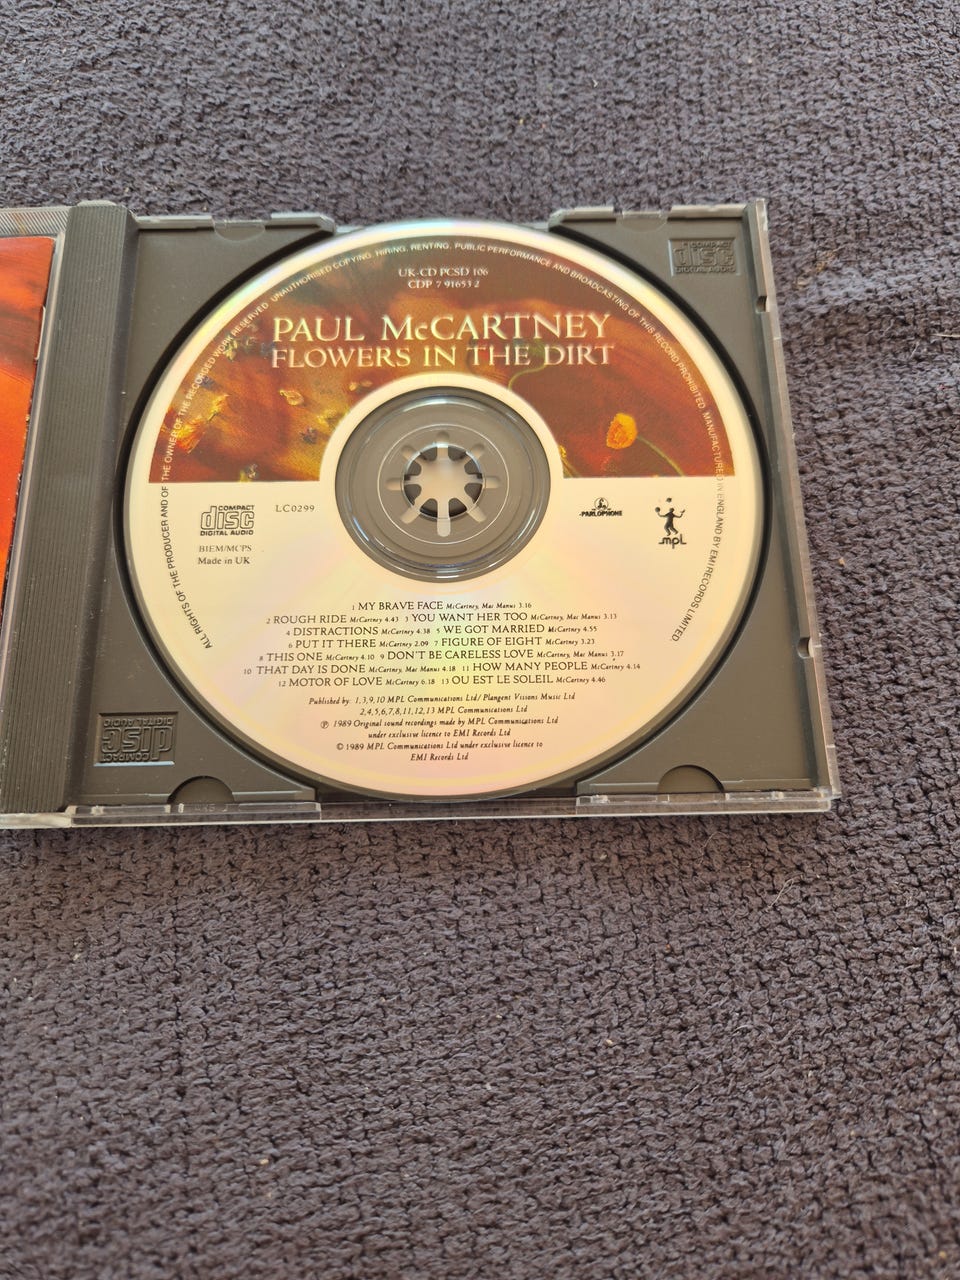 UNAUTHORISED COPYING, HIRING, RENTING, PUBLIC PERFORMANCE AND BROADCASTING OF THIS RECORD PROHIBITED. MANUFACTURED IN ENGLAND BY EMI RECORDS LIMITED.
ALL RIGHTS OF THE PRODUCER AND OF THE OWNER OF THE RECORDED WORK RESERVED
UK-CD PCSD 106
CDP 7 91653 2
PAUL McCARTNEY
FLOWERS IN THE DIRT
COMPACT
disc
DIGITAL AUDIO
LC0299
PARLOPHONE
mpL
BIEM/MCPS
Made in UK
1 MY BRAVE FACE McCartney, Mac Manus 3.16
2 ROUGH RIDE McCartney 4.43 3 YOU WANT HER TOO McCartney, Mac Manus 3.13
4 DISTRACTIONS McCartney 4.38 5 WE GOT MARRIED McCartney 4.55
6 PUT IT THERE McCartney 2.09 7 FIGURE OF EIGHT McCartney 3.23
8 THIS ONE McCartney 4.10 9 DON'T BE CARELESS LOVE McCartney, Mac Manus 3.17
10 THAT DAY IS DONE McCartney, Mac Manus 4.18 11 HOW MANY PEOPLE McCartney 4.14
12 MOTOR OF LOVE McCartney 6.18 13 OU EST LE SOLEIL McCartney 4.46
Published by: 1,3,9,10 MPL Communications Ltd/ Plangent Visions Music Ltd
2,4,5,6,7,8,11,12,13 MPL Communications Ltd
℗ 1989 Original sound recordings made by MPL Communications Ltd
under exclusive licence to EMI Records Ltd
© 1989 MPL Communications Ltd under exclusive licence to
EMI Records Ltd
COMPACT
disc
DIGITAL AUDIO
COMPACT
disc
DIGITAL AUDIO